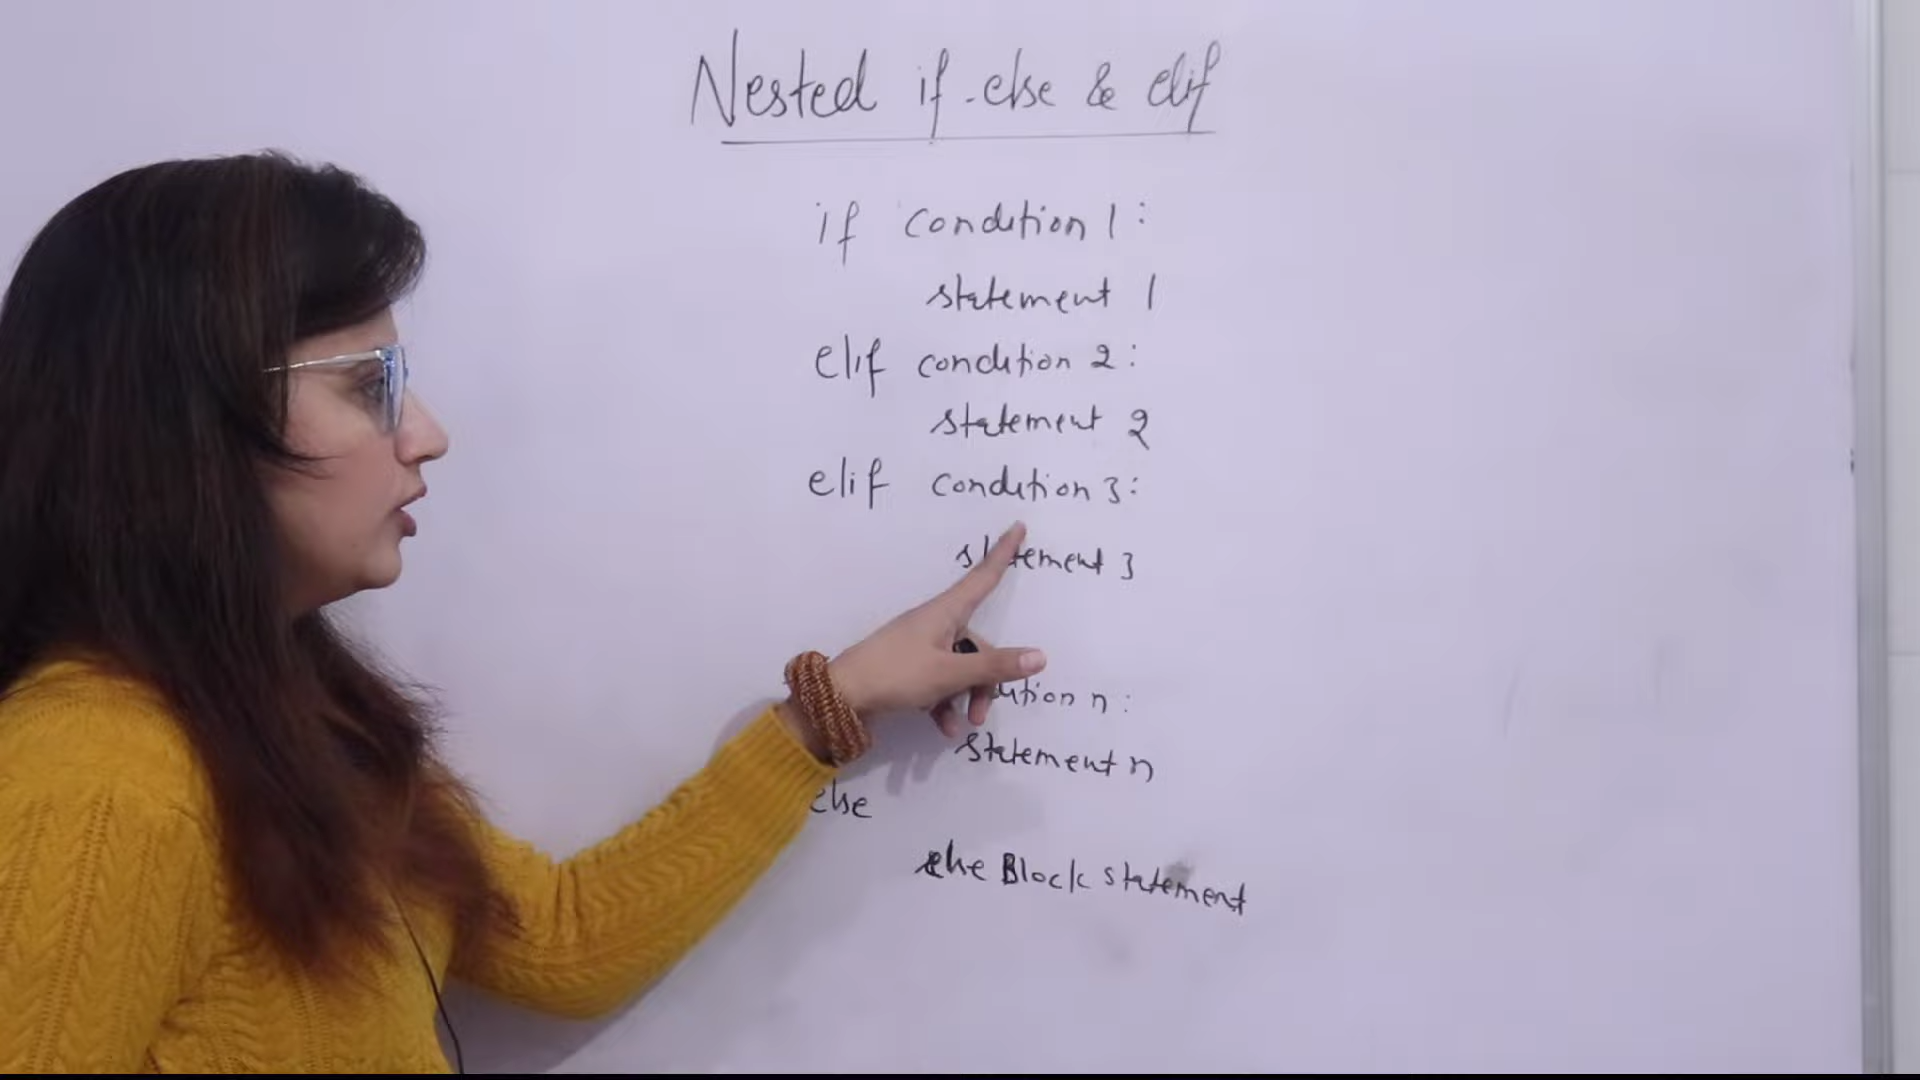 Nested if-else & elif
if condition 1:
statement 1
elif condition 2:
statement 2
elif condition 3:
statement 3
n:
statement n
else
else Block statement